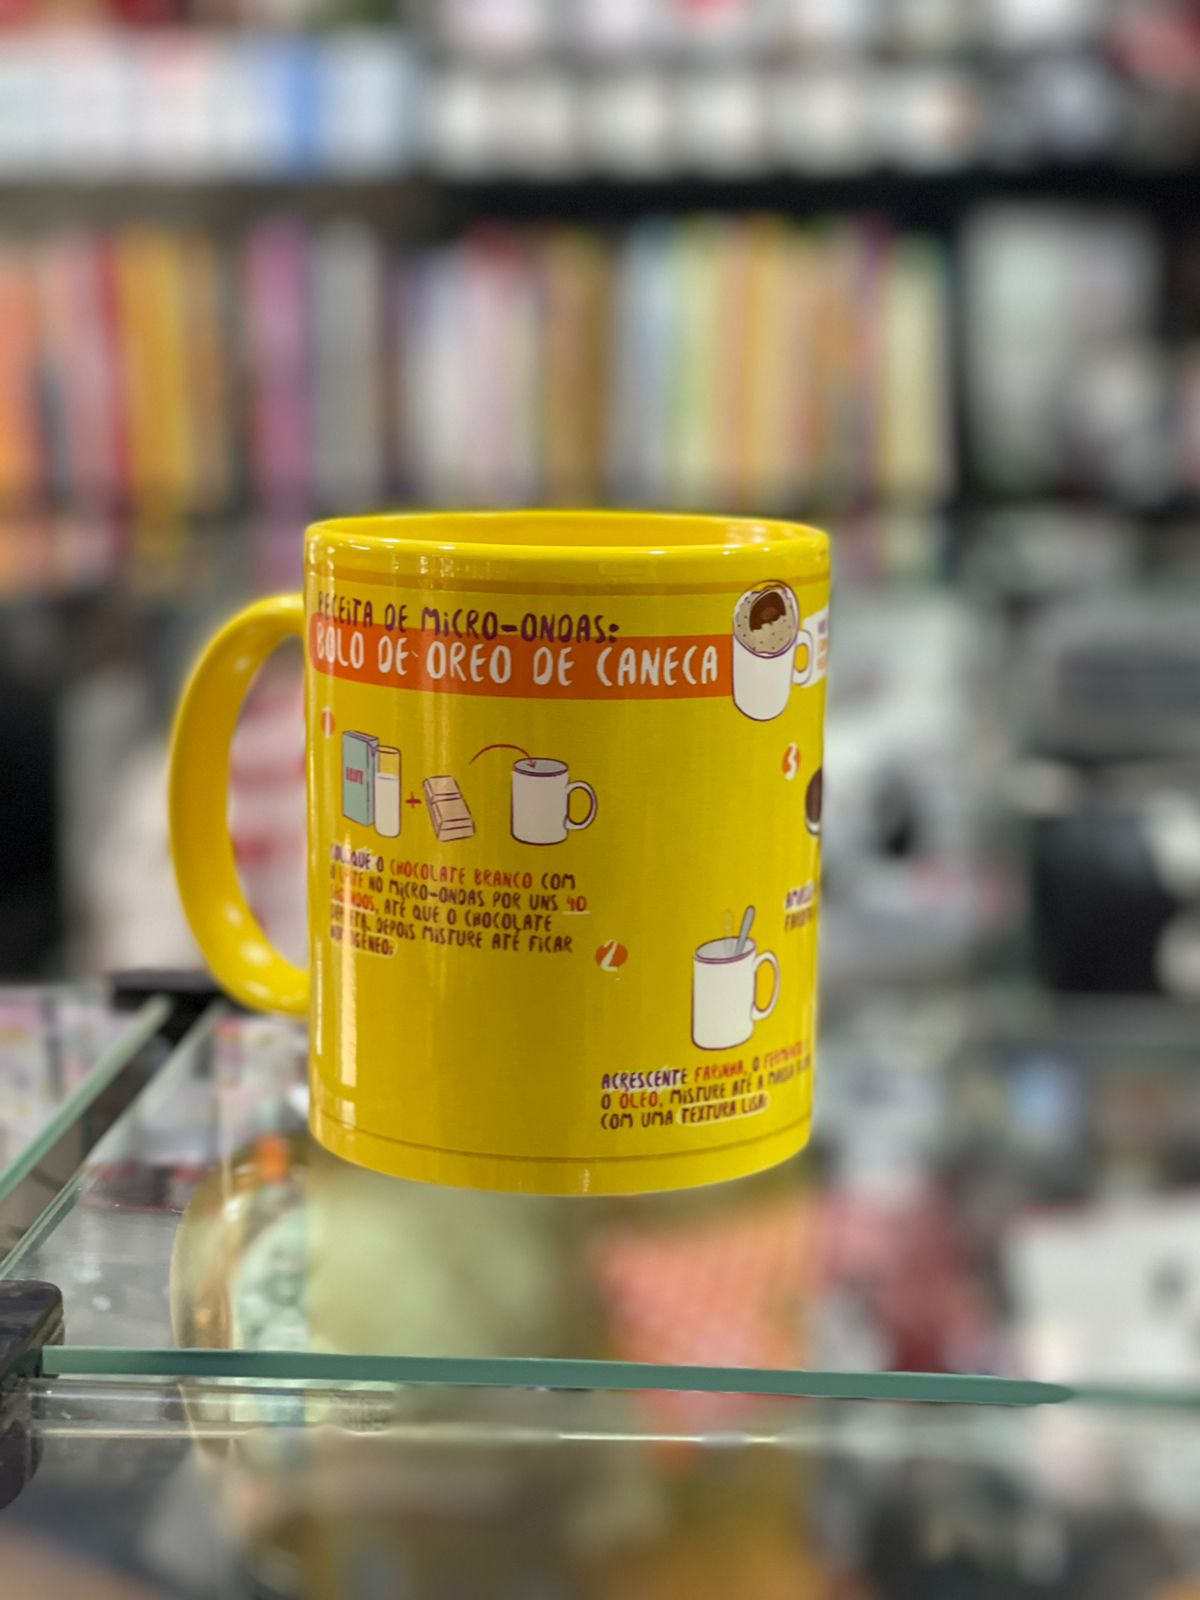 RECEITA DE MICRO-ONDAS:
BOLO DE OREO DE CANECA
1
LEITE
COLOQUE O CHOCOLATE BRANCO COM
O LEITE NO MICRO-ONDAS POR UNS 40
SEGUNDOS, ATÉ QUE O CHOCOLATE
DERRETA. DEPOIS MISTURE ATÉ FICAR
HOMOGÊNEO;
2
ACRESCENTE FARINHA, O FERMENTO
O ÓLEO, MISTURE ATÉ A MASSA
COM UMA TEXTURA LISA;
3